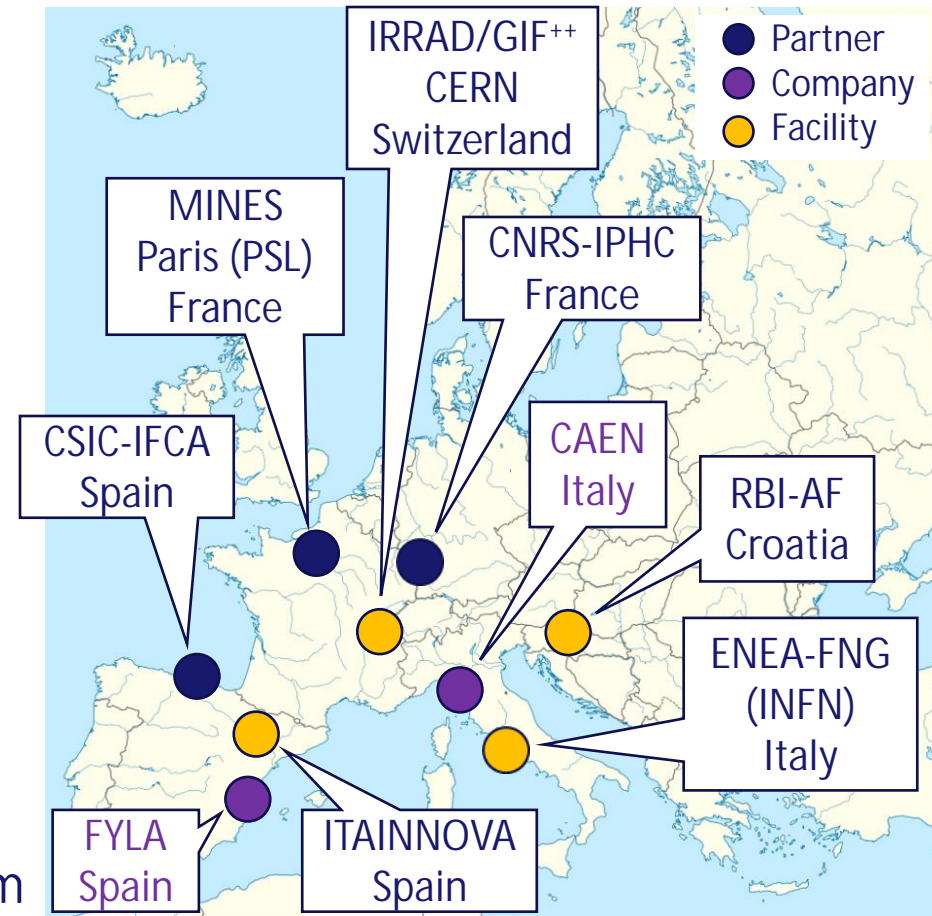 IRRAD/GIF⁺⁺
CERN
Switzerland
Partner
Company
Facility
MINES
Paris (PSL)
France
CNRS-IPHC
France
CSIC-IFCA
Spain
CAEN
Italy
RBI-AF
Croatia
ENEA-FNG
(INFN)
Italy
FYLA
Spain
ITAINNOVA
Spain
m